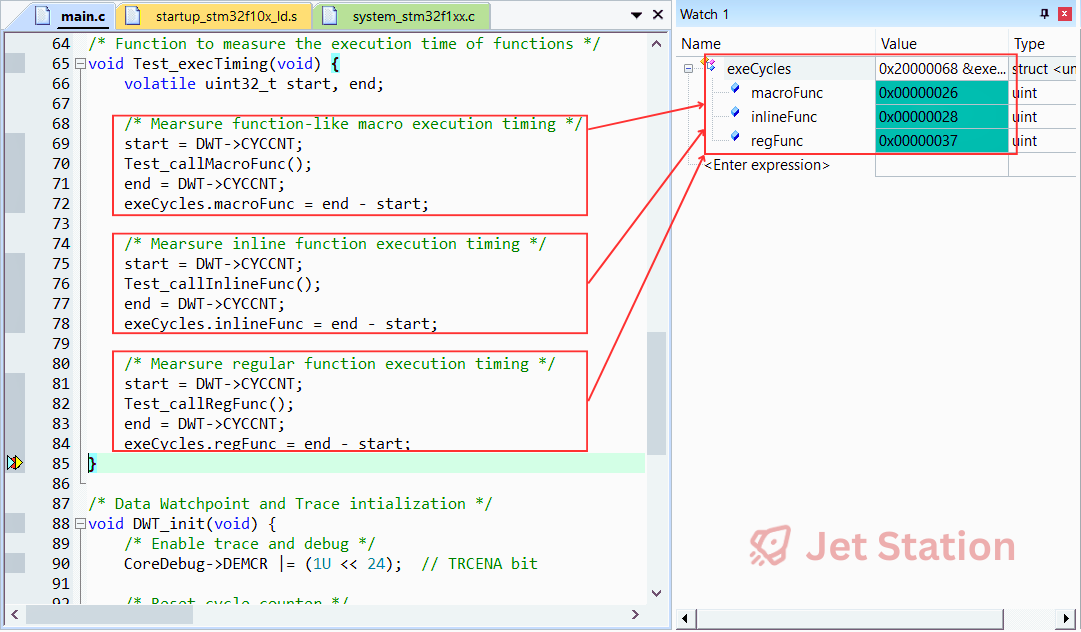 main.c startup_stm32f10x_ld.s system_stm32f1xx.c
64 /* Function to measure the execution time of functions */
65 void Test_execTiming(void) {
66 volatile uint32_t start, end;
67
68 /* Mearsure function-like macro execution timing */
69 start = DWT->CYCCNT;
70 Test_callMacroFunc();
71 end = DWT->CYCCNT;
72 exeCycles.macroFunc = end - start;
73
74 /* Mearsure inline function execution timing */
75 start = DWT->CYCCNT;
76 Test_callInlineFunc();
77 end = DWT->CYCCNT;
78 exeCycles.inlineFunc = end - start;
79
80 /* Mearsure regular function execution timing */
81 start = DWT->CYCCNT;
82 Test_callRegFunc();
83 end = DWT->CYCCNT;
84 exeCycles.regFunc = end - start;
85 }
86
87 /* Data Watchpoint and Trace intialization */
88 void DWT_init(void) {
89 /* Enable trace and debug */
90 CoreDebug->DEMCR |= (1U << 24); // TRCENA bit
91
92 /* Reset cycle counter */
Watch 1
Name Value Type
exeCycles 0x20000068 &exe... struct <un
macroFunc 0x00000026 uint
inlineFunc 0x00000028 uint
regFunc 0x00000037 uint
<Enter expression>
Jet Station